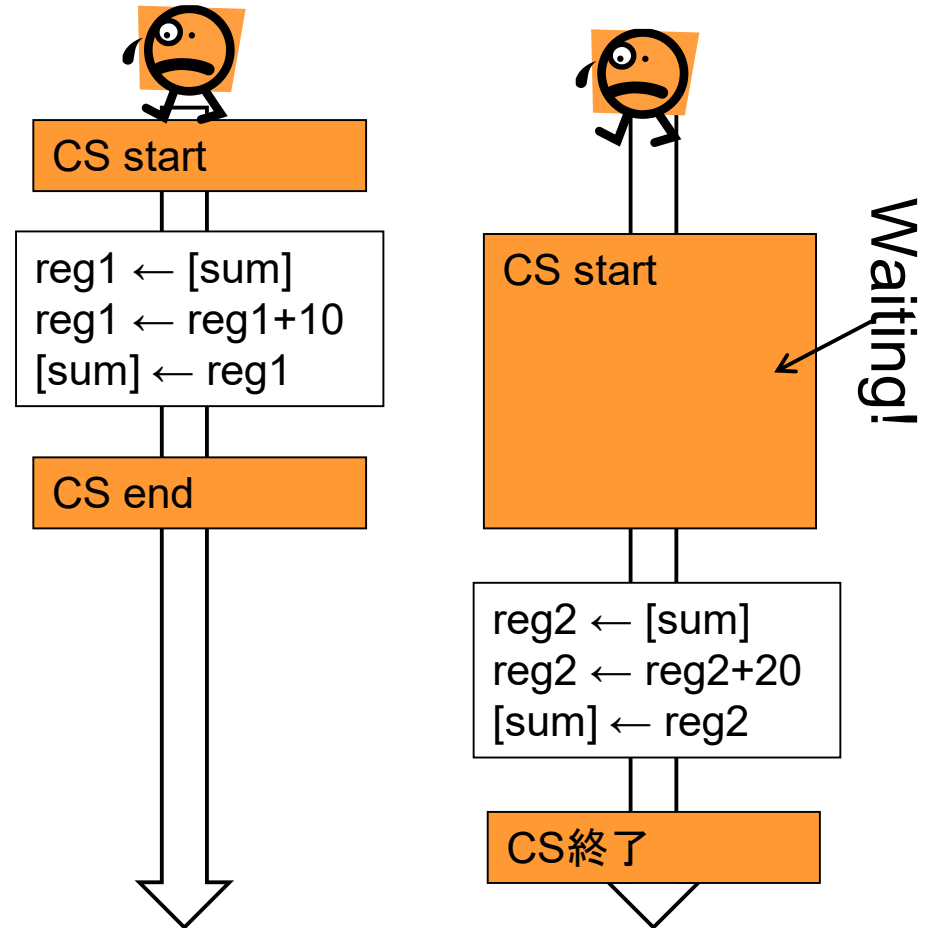 CS start
reg1 ← [sum]
reg1 ← reg1+10
[sum] ← reg1
CS end
CS start
Waiting!
reg2 ← [sum]
reg2 ← reg2+20
[sum] ← reg2
CS終了